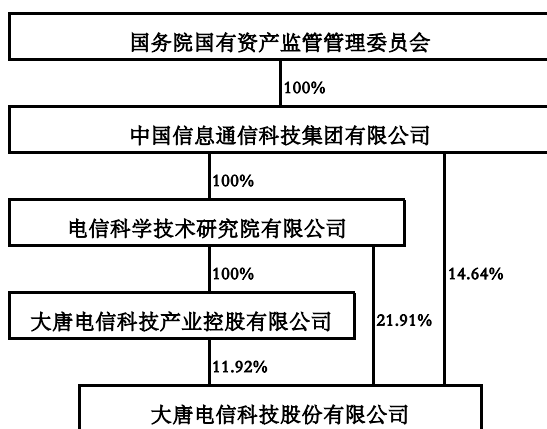 国务院国有资产监督管理委员会
100%
中国信息通信科技集团有限公司
100%
电信科学技术研究院有限公司
100%
14.64%
大唐电信科技产业控股有限公司
21.91%
11.92%
大唐电信科技股份有限公司